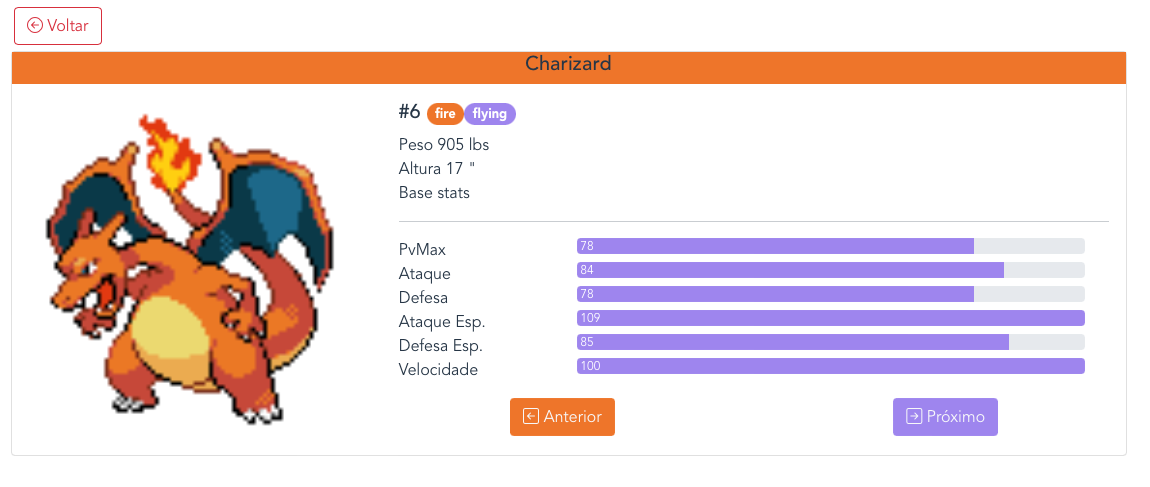 Voltar
Charizard
#6 fire flying
Peso 905 lbs
Altura 17 "
Base stats
PvMax 78
Ataque 84
Defesa 78
Ataque Esp. 109
Defesa Esp. 85
Velocidade 100
Anterior Próximo